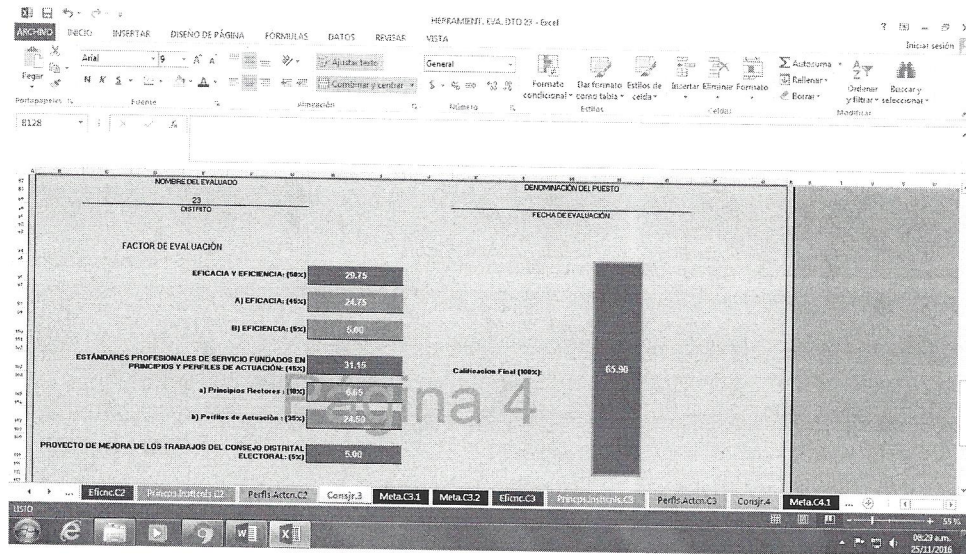 HERRAMIENT. EVA. DTO 23 - Excel
ARCHIVO INICIO INSERTAR DISEÑO DE PÁGINA FÓRMULAS DATOS REVISAR VISTA
Iniciar sesión
Pegar
Arial 9
N K S
Ajustar texto
Combinar y centrar
General
Formato condicional
Dar formato como tabla
Estilos de celda
Insertar Eliminar Formato
Autosuma
Rellenar
Borrar
Ordenar y filtrar
Buscar y seleccionar
Portapapeles Fuente Alineación Número Estilos Celdas Modificar
B128
NOMBRE DEL EVALUADO
DENOMINACIÓN DEL PUESTO
23
DISTRITO
FECHA DE EVALUACIÓN
FACTOR DE EVALUACIÓN
EFICACIA Y EFICIENCIA: (50%) 29.75
A) EFICACIA: (45%) 24.75
B) EFICIENCIA: (5%) 5.00
ESTÁNDARES PROFESIONALES DE SERVICIO FUNDADOS EN
PRINCIPIOS Y PERFILES DE ACTUACIÓN: (45%) 31.15
Calificacion Final (100%): 65.90
a) Principios Rectores : (10%) 6.65
b) Perfiles de Actuación : (35%) 24.50
Página 4
PROYECTO DE MEJORA DE LOS TRABAJOS DEL CONSEJO DISTRITAL
ELECTORAL: (5%) 5.00
... Eficnc.C2 Princps.Insttcnls.C2 Perfls.Actcn.C2 Consjr.3 Meta.C3.1 Meta.C3.2 Eficnc.C3 Princps.Insttcnls.C3 Perfls.Actcn.C3 Consjr.4 Meta.C4.1 ...
LISTO
55 %
08:29 a.m.
25/11/2016